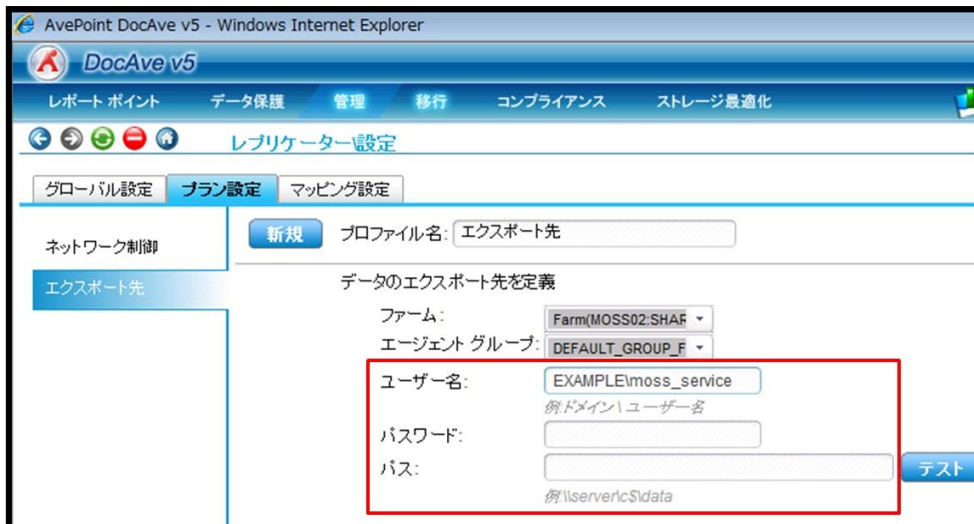 AvePoint DocAve v5 - Windows Internet Explorer
DocAve v5
レポート ポイント データ保護 管理 移行 コンプライアンス ストレージ最適化
レプリケーター\設定
グローバル設定 プラン設定 マッピング設定
新規 プロファイル名: エクスポート先
ネットワーク制御
エクスポート先
データのエクスポート先を定義
ファーム: Farm(MOSS02:SHAR
エージェント グループ: DEFAULT_GROUP_F
ユーザー名: EXAMPLE\moss_service
例:ドメイン\ユーザー名
パスワード:
パス: テスト
例:\\server\c$\data